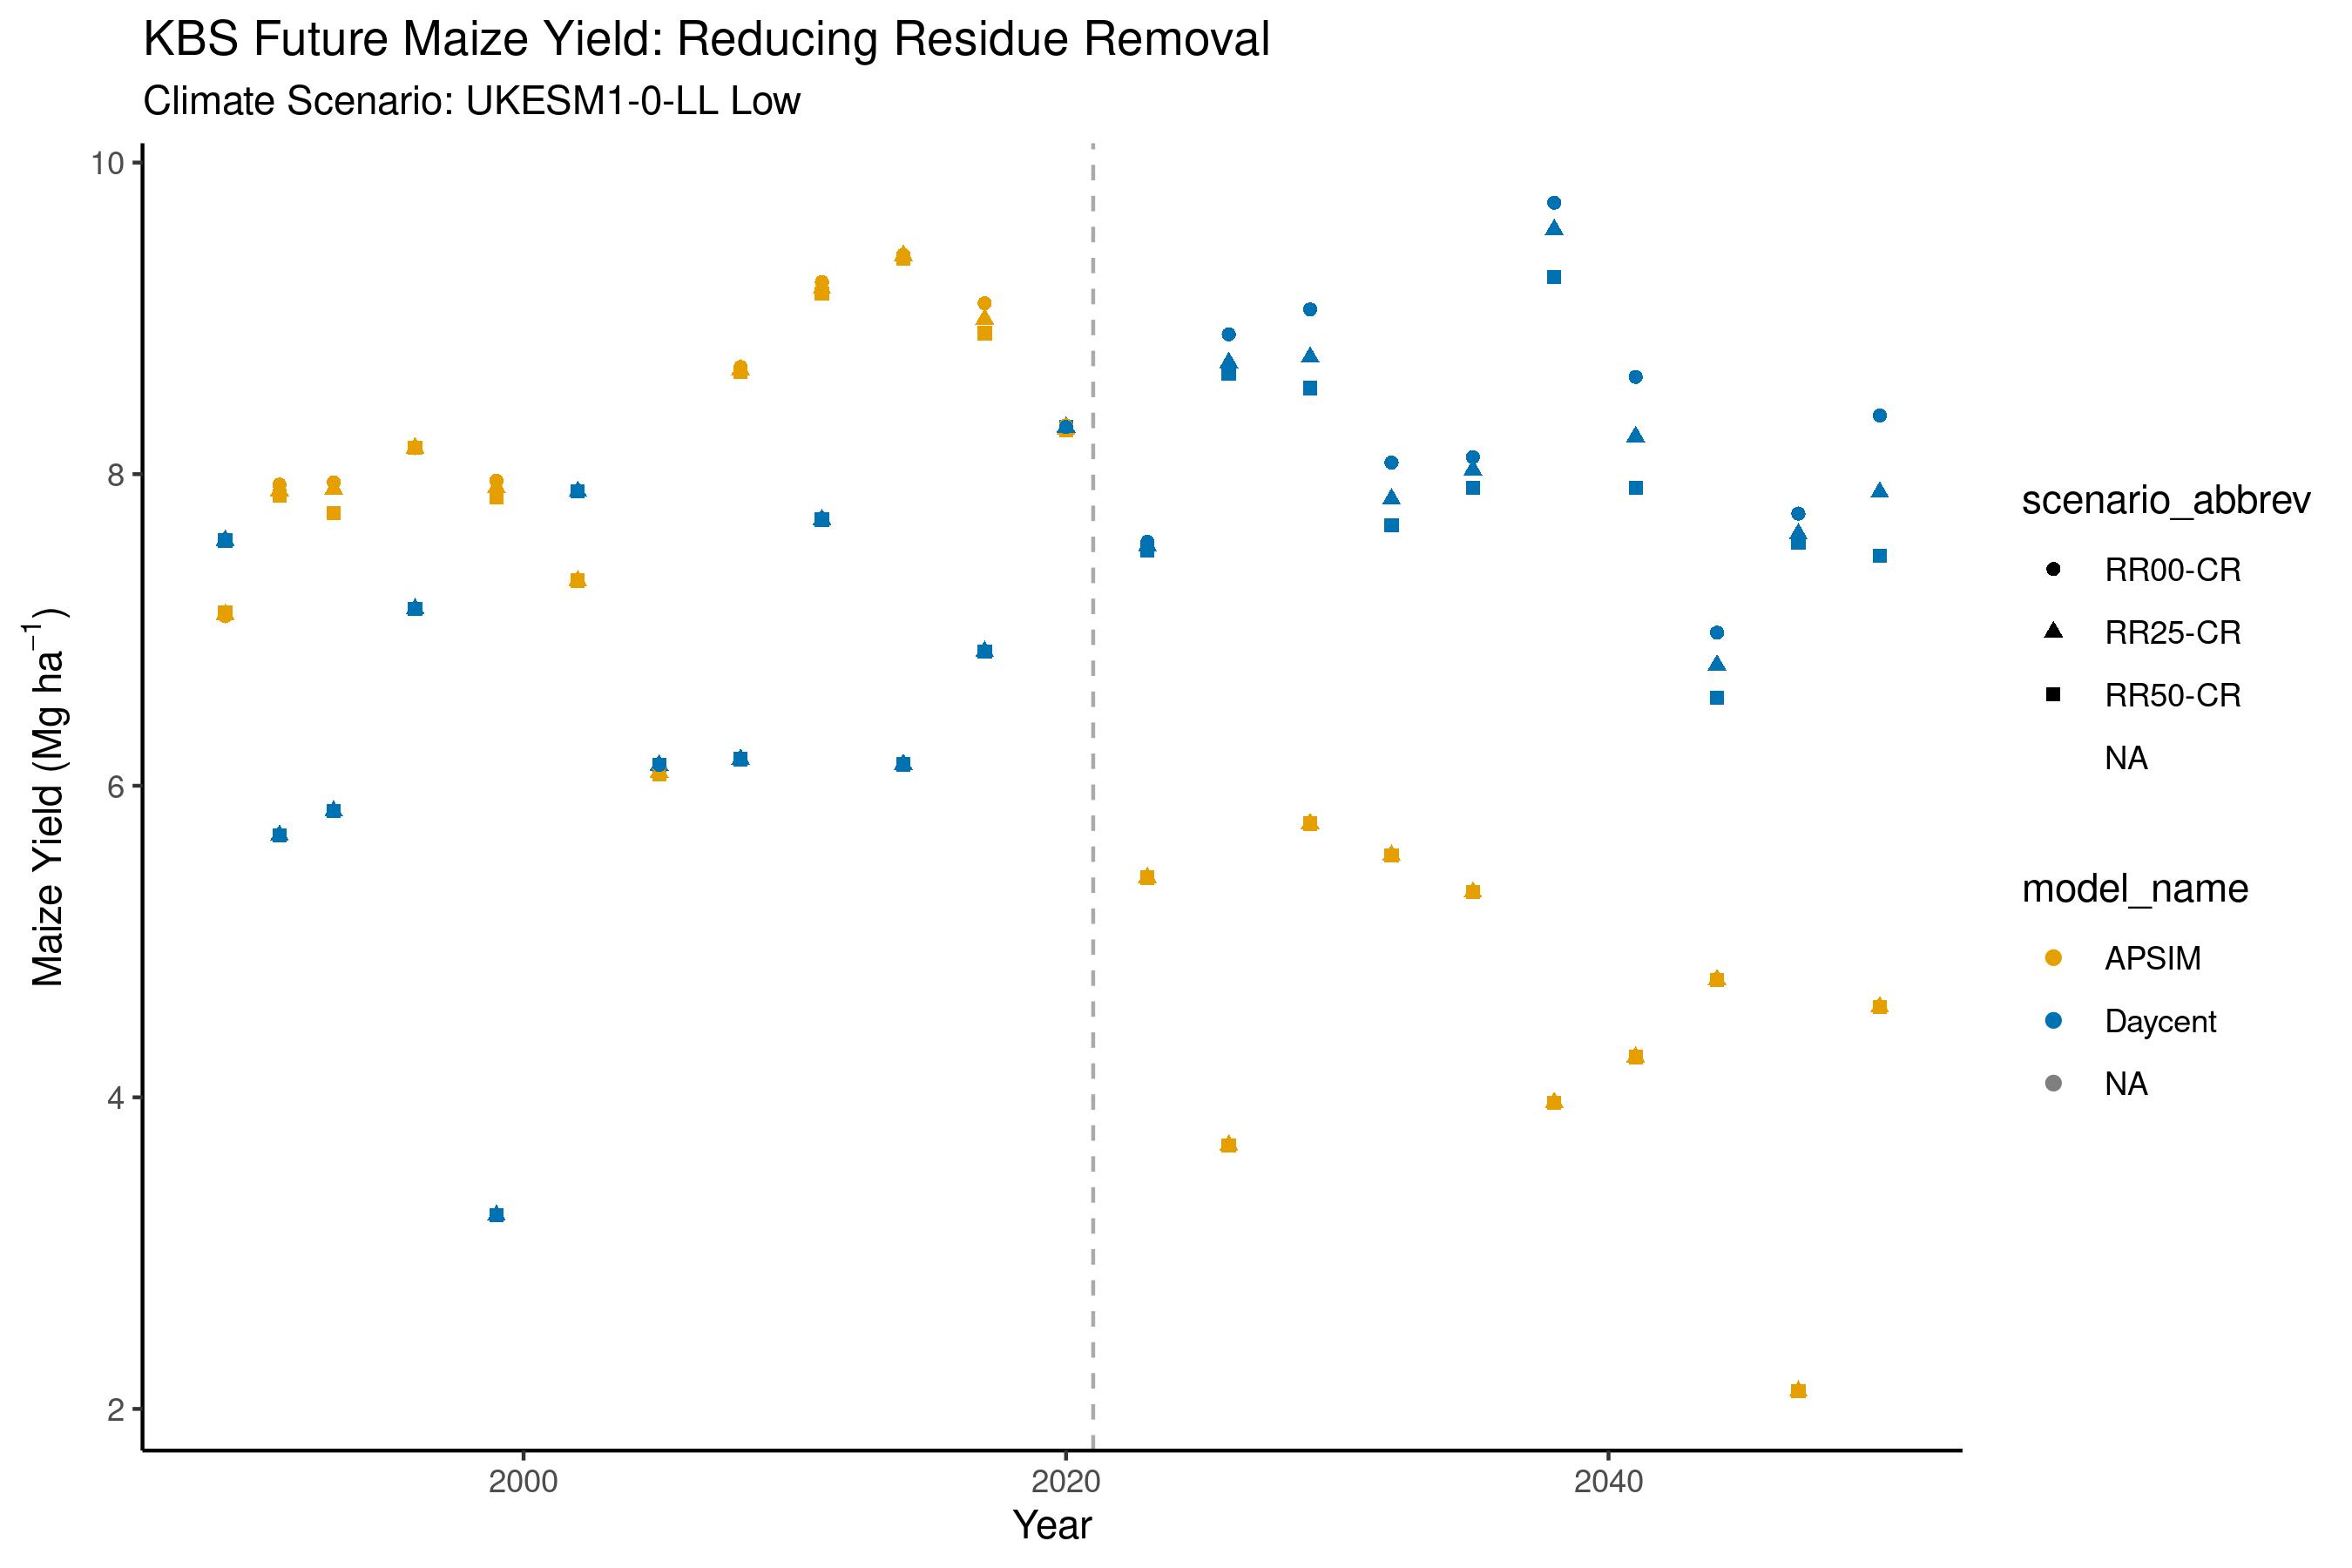 KBS Future Maize Yield: Reducing Residue Removal
Climate Scenario: UKESM1-0-LL Low
Maize Yield (Mg ha⁻¹)
10
8
6
4
2
2000
2020
2040
Year
scenario_abbrev
RR00-CR
RR25-CR
RR50-CR
NA
model_name
APSIM
Daycent
NA